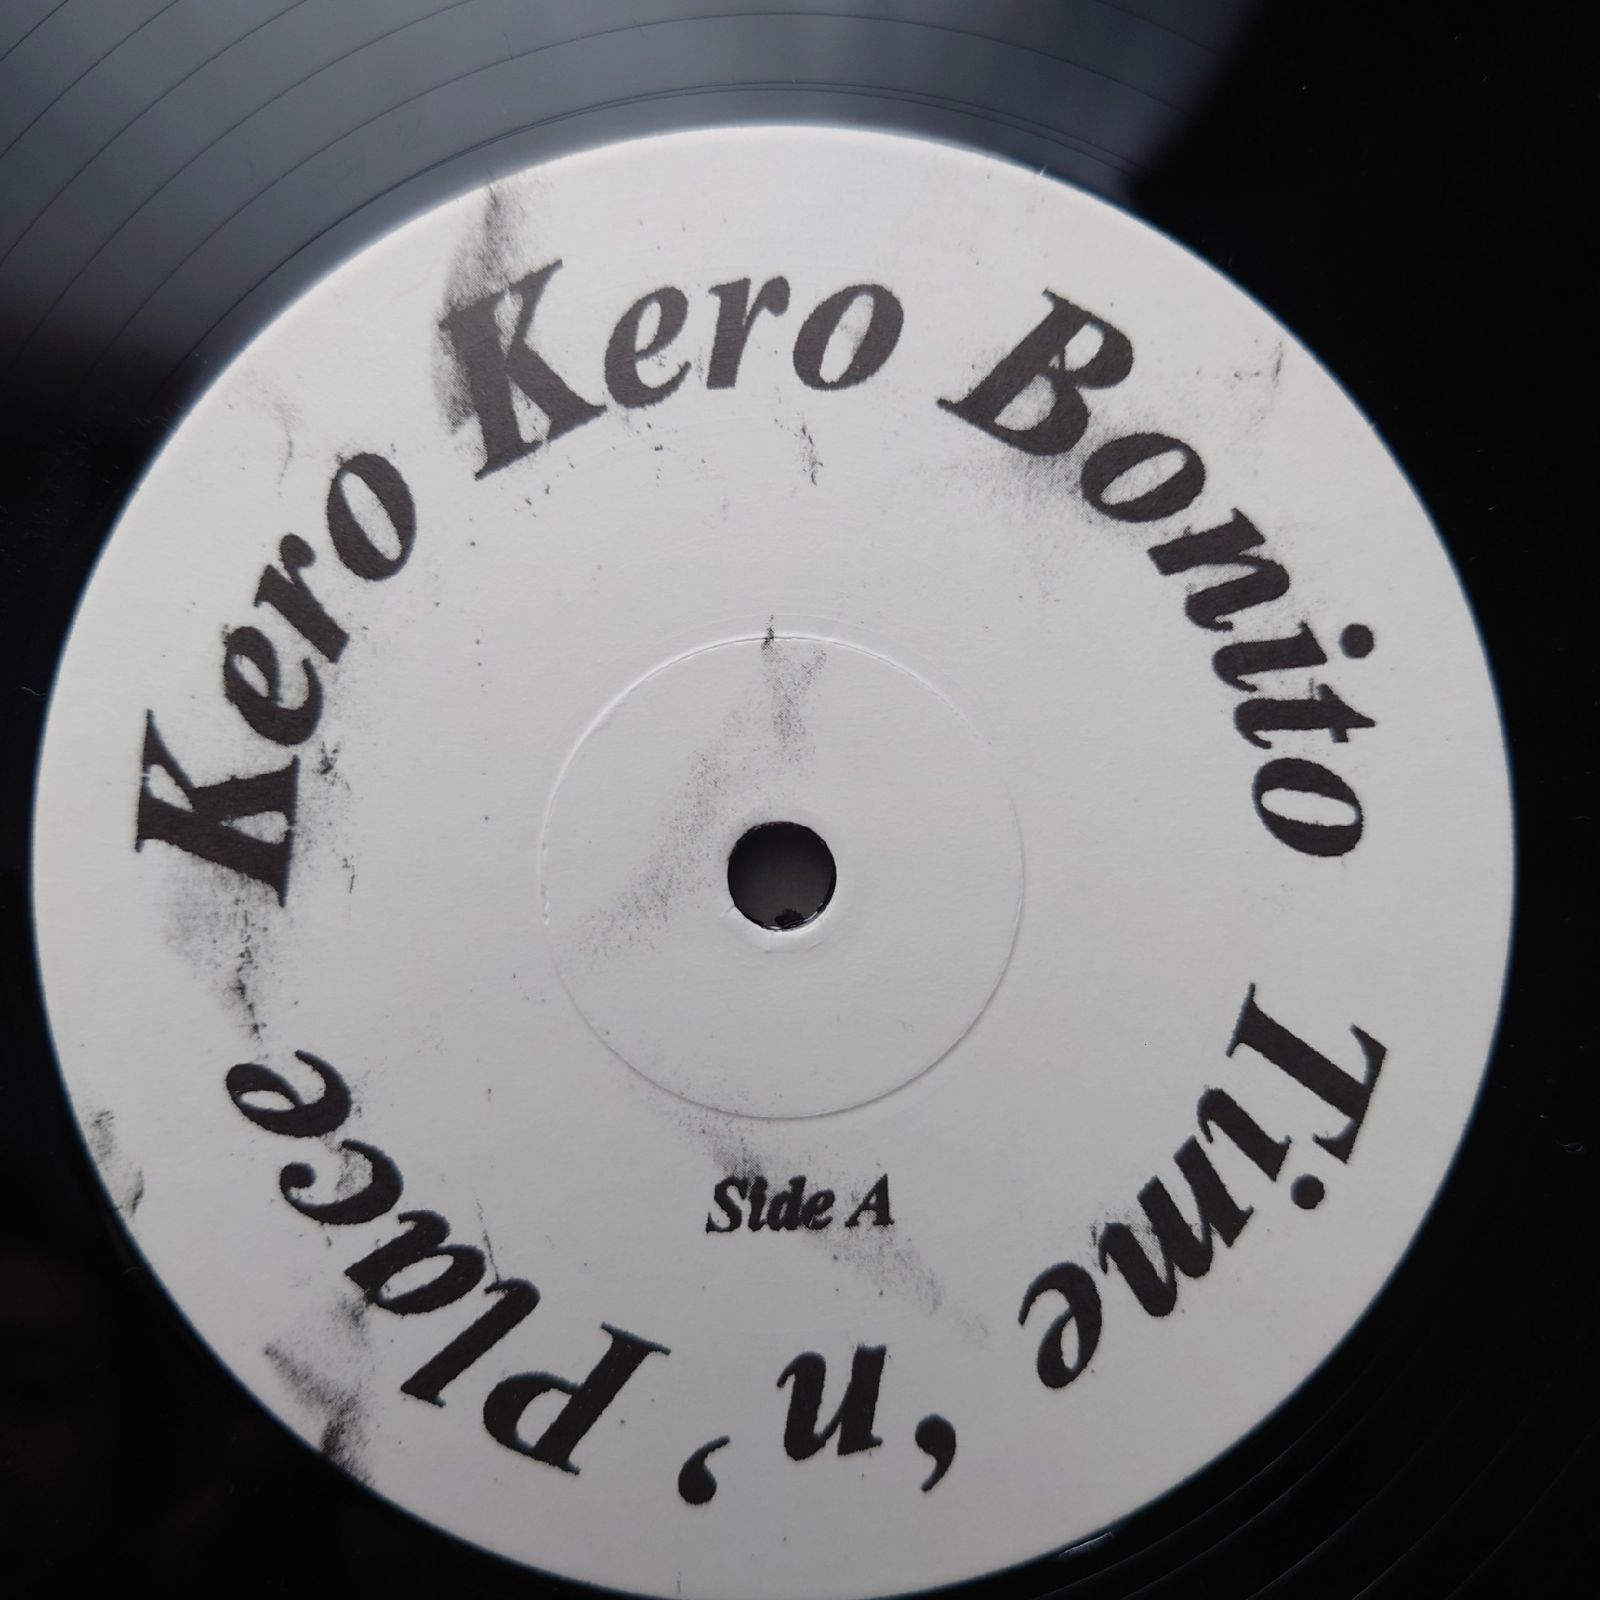 Kero Kero Bonito
Time 'n' Place
Side A